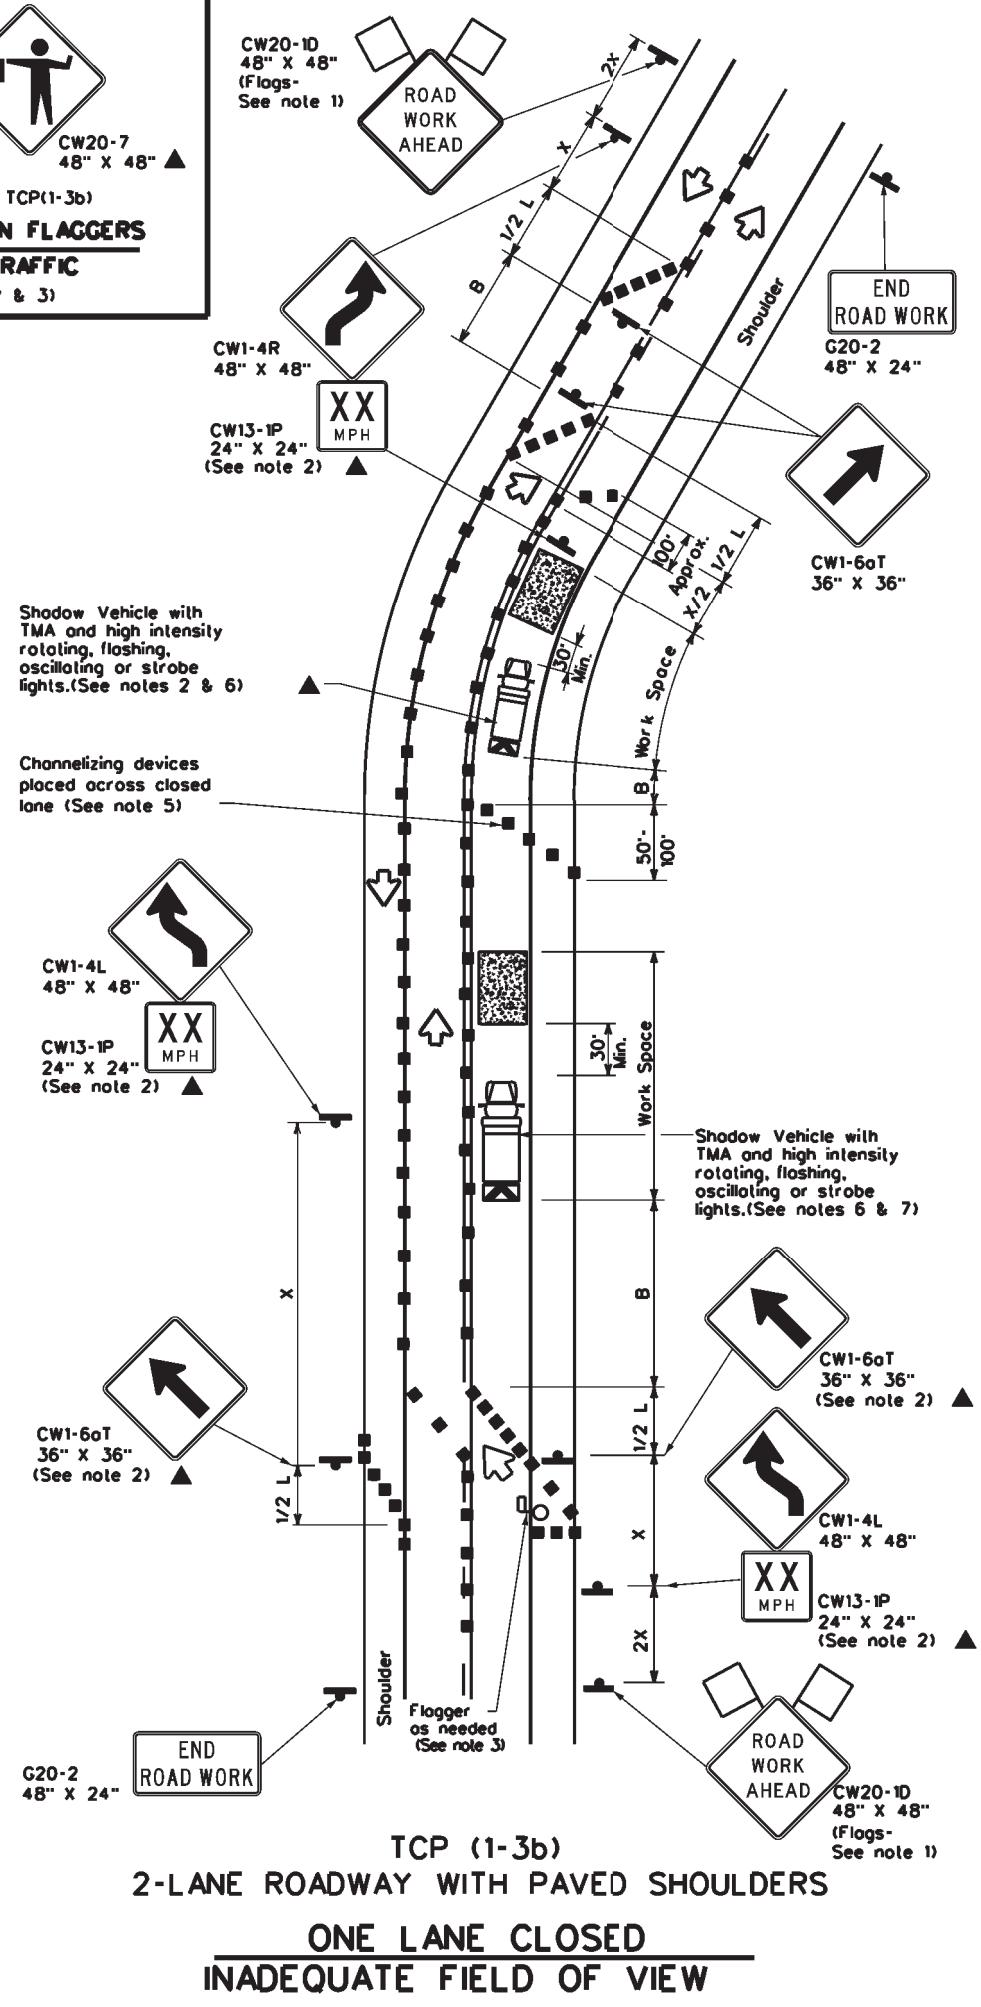 CW20-7
48" X 48"
TCP(1-3b)
N FLAGGERS
RAFFIC
& 3)
CW20-1D
48" X 48"
(Flags-
See note 1)
ROAD
WORK
AHEAD
2X
X
1/2 L
B
CW1-4R
48" X 48"
XX
MPH
CW13-1P
24" X 24"
(See note 2)
Shoulder
END
ROAD WORK
G20-2
48" X 24"
CW1-6aT
36" X 36"
100'
Approx.
1/2 L
X/2
30'
Min.
Work Space
B
50'-
100'
Shadow Vehicle with
TMA and high intensity
rotating, flashing,
oscillating or strobe
lights.(See notes 2 & 6)
Channelizing devices
placed across closed
lane (See note 5)
CW1-4L
48" X 48"
XX
MPH
CW13-1P
24" X 24"
(See note 2)
30'
Min.
Work Space
Shadow Vehicle with
TMA and high intensity
rotating, flashing,
oscillating or strobe
lights.(See notes 6 & 7)
X
B
CW1-6aT
36" X 36"
(See note 2)
1/2 L
1/2 L
CW1-6aT
36" X 36"
(See note 2)
X
CW1-4L
48" X 48"
XX
MPH
CW13-1P
24" X 24"
(See note 2)
2X
Shoulder
Flagger
as needed
(See note 3)
END
ROAD WORK
G20-2
48" X 24"
ROAD
WORK
AHEAD
CW20-1D
48" X 48"
(Flags-
See note 1)
TCP (1-3b)
2-LANE ROADWAY WITH PAVED SHOULDERS
ONE LANE CLOSED
INADEQUATE FIELD OF VIEW